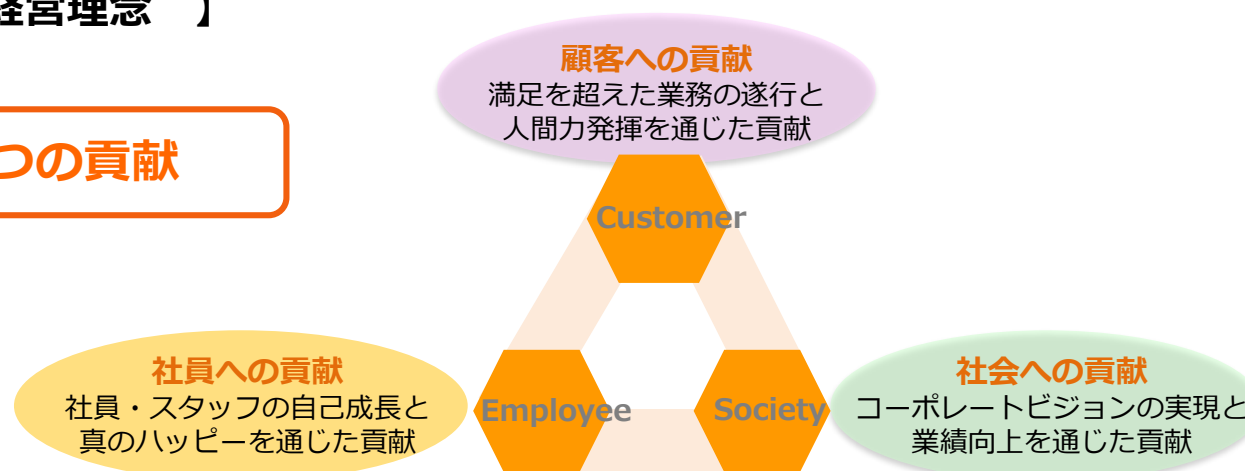 経営理念 】
つの貢献
顧客への貢献
満足を超えた業務の遂行と
人間力発揮を通じた貢献
Customer
社員への貢献
社員・スタッフの自己成長と
真のハッピーを通じた貢献
Employee
Society
社会への貢献
コーポレートビジョンの実現と
業績向上を通じた貢献